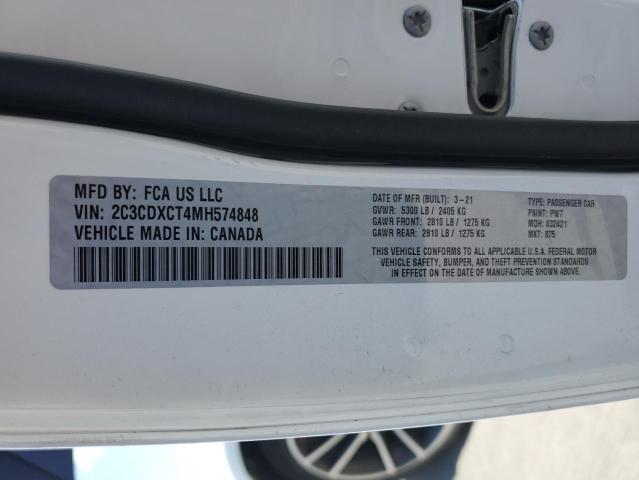 MFD BY: FCA US LLC
VIN: 2C3CDXCT4MH574848
VEHICLE MADE IN: CANADA
DATE OF MFR (BUILT): 3-21
GVWR: 5300 LB / 2405 KG
GAWR FRONT: 2810 LB / 1275 KG
GAWR REAR: 2810 LB / 1275 KG
TYPE: PASSENGER CAR
PAINT: PW7
MDH: 032421
MKT: 875
THIS VEHICLE CONFORMS TO ALL APPLICABLE U.S.A. FEDERAL MOTOR
VEHICLE SAFETY, BUMPER, AND THEFT PREVENTION STANDARDS
IN EFFECT ON THE DATE OF MANUFACTURE SHOWN ABOVE.